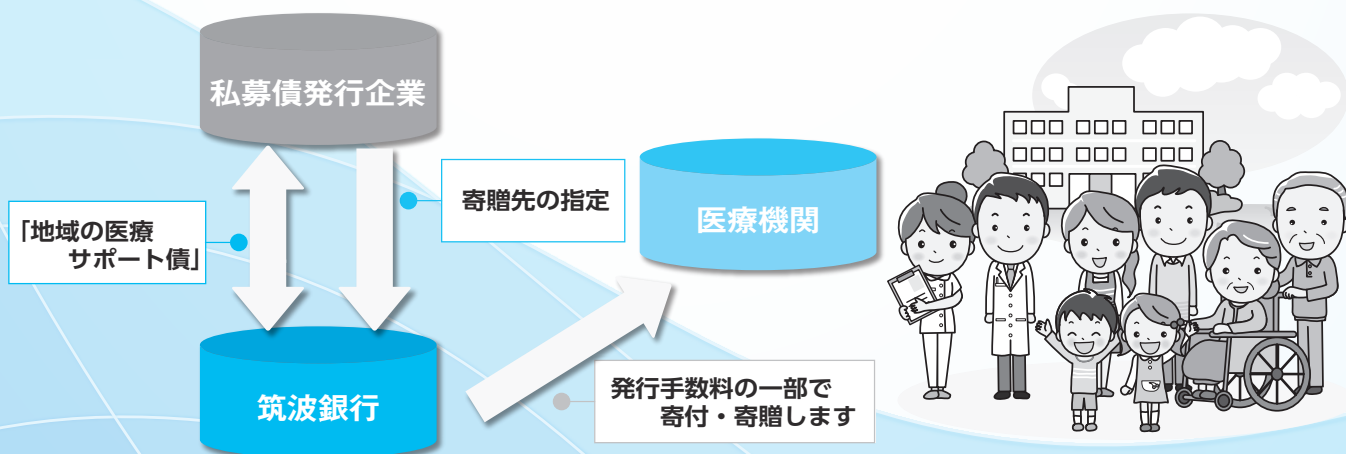 私募債発行企業
「地域の医療
サポート債」
寄贈先の指定
医療機関
筑波銀行
発行手数料の一部で
寄付・寄贈します